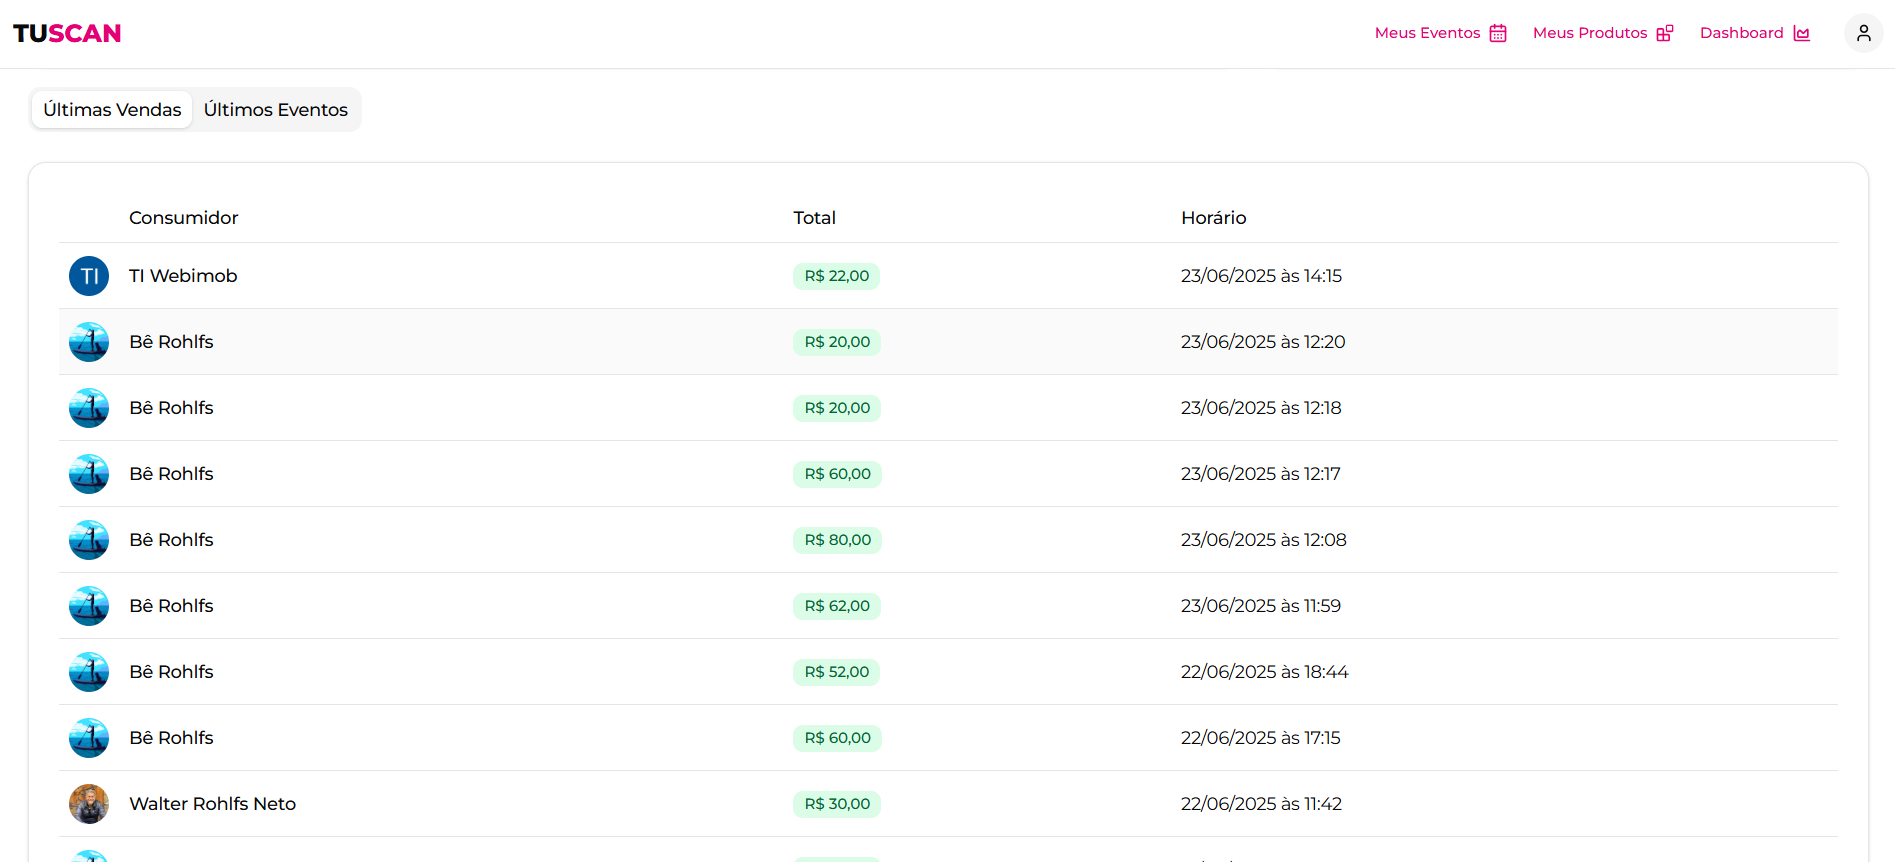 TUSCAN
Meus Eventos Meus Produtos Dashboard
Últimas Vendas Últimos Eventos
Consumidor Total Horário
TI TI Webimob R$ 22,00 23/06/2025 às 14:15
Bê Rohlfs R$ 20,00 23/06/2025 às 12:20
Bê Rohlfs R$ 20,00 23/06/2025 às 12:18
Bê Rohlfs R$ 60,00 23/06/2025 às 12:17
Bê Rohlfs R$ 80,00 23/06/2025 às 12:08
Bê Rohlfs R$ 62,00 23/06/2025 às 11:59
Bê Rohlfs R$ 52,00 22/06/2025 às 18:44
Bê Rohlfs R$ 60,00 22/06/2025 às 17:15
Walter Rohlfs Neto R$ 30,00 22/06/2025 às 11:42